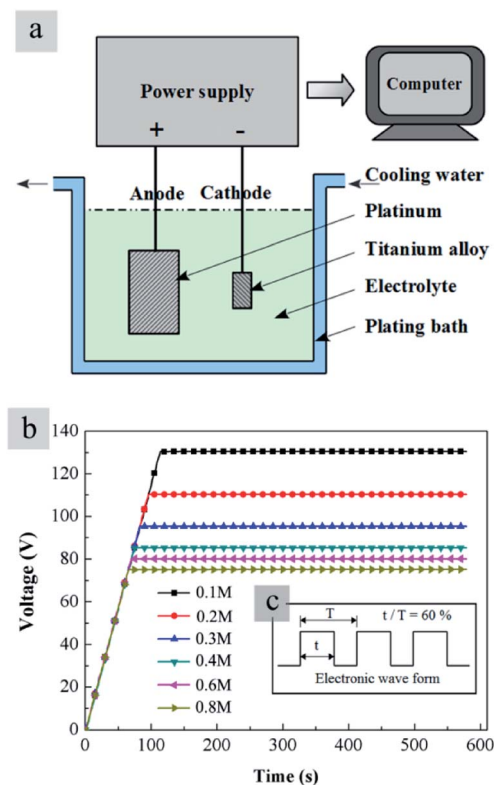 a
Power supply
+ -
Computer
Anode Cathode
Cooling water
Platinum
Titanium alloy
Electrolyte
Plating bath
b
140
120
100
80
60
40
20
0
Voltage (V)
0.1M
0.2M
0.3M
0.4M
0.6M
0.8M
c
T
t / T = 60 %
t
Electronic wave form
0 100 200 300 400 500 600
Time (s)